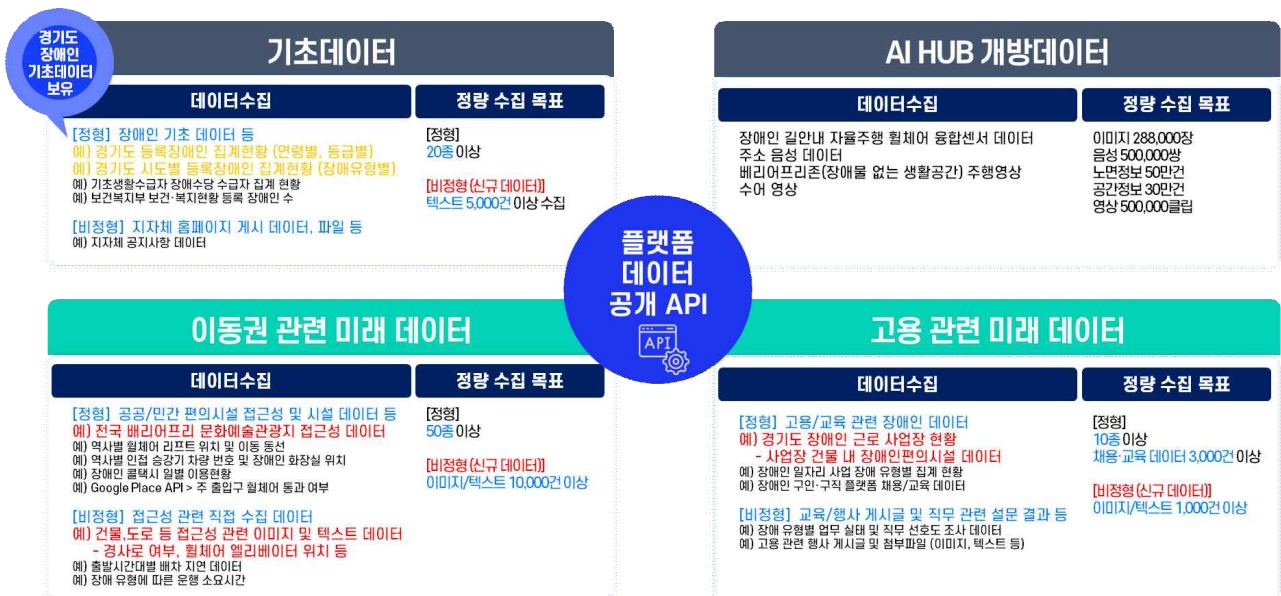 경기도
장애인
기초데이터
보유
기초데이터
데이터수집
정량 수집 목표
[정형] 장애인 기초 데이터 등
예) 경기도 등록장애인 집계현황 (연령별, 등급별)
예) 경기도 시도별 등록장애인 집계현황 (장애유형별)
예) 기초생활수급자 장애수당 수급자 집계 현황
예) 보건복지부 보건·복지현황 등록 장애인 수
[비정형] 지자체 홈페이지 게시 데이터, 파일 등
예) 지자체 공지사항 데이터
[정형]
20종 이상
[비정형 (신규 데이터)]
텍스트 5,000건 이상 수집
AI HUB 개방데이터
데이터수집
정량 수집 목표
장애인 길안내 자율주행 휠체어 융합센서 데이터
주소 음성 데이터
베리어프리존(장애물 없는 생활공간) 주행영상
수어 영상
이미지 288,000장
음성 500,000쌍
노면정보 50만건
공간정보 30만건
영상 500,000클립
플랫폼
데이터
공개 API
API
이동권 관련 미래 데이터
데이터수집
정량 수집 목표
[정형] 공공/민간 편의시설 접근성 및 시설 데이터 등
예) 전국 배리어프리 문화예술관광지 접근성 데이터
예) 역사별 휠체어 리프트 위치 및 이동 동선
예) 역사별 인접 승강기 차량 번호 및 장애인 화장실 위치
예) 장애인 콜택시 일별 이용현황
예) Google Place API > 주 출입구 휠체어 통과 여부
[비정형] 접근성 관련 직접 수집 데이터
예) 건물,도로 등 접근성 관련 이미지 및 텍스트 데이터
- 경사로 여부, 휠체어 엘리베이터 위치 등
예) 출발시간대별 배차 지연 데이터
예) 장애 유형에 따른 운행 소요시간
[정형]
50종 이상
[비정형 (신규 데이터)]
이미지/텍스트 10,000건 이상
고용 관련 미래 데이터
데이터수집
정량 수집 목표
[정형] 고용/교육 관련 장애인 데이터
예) 경기도 장애인 근로 사업장 현황
- 사업장 건물 내 장애인편의시설 데이터
예) 장애인 일자리 사업 장애 유형별 집계 현황
예) 장애인 구인·구직 플랫폼 채용/교육 데이터
[비정형] 교육/행사 게시글 및 직무 관련 설문 결과 등
예) 장애 유형별 업무 실태 및 직무 선호도 조사 데이터
예) 고용 관련 행사 게시글 및 첨부파일 (이미지, 텍스트 등)
[정형]
10종 이상
채용·교육 데이터 3,000건 이상
[비정형 (신규 데이터)]
이미지/텍스트 1,000건 이상